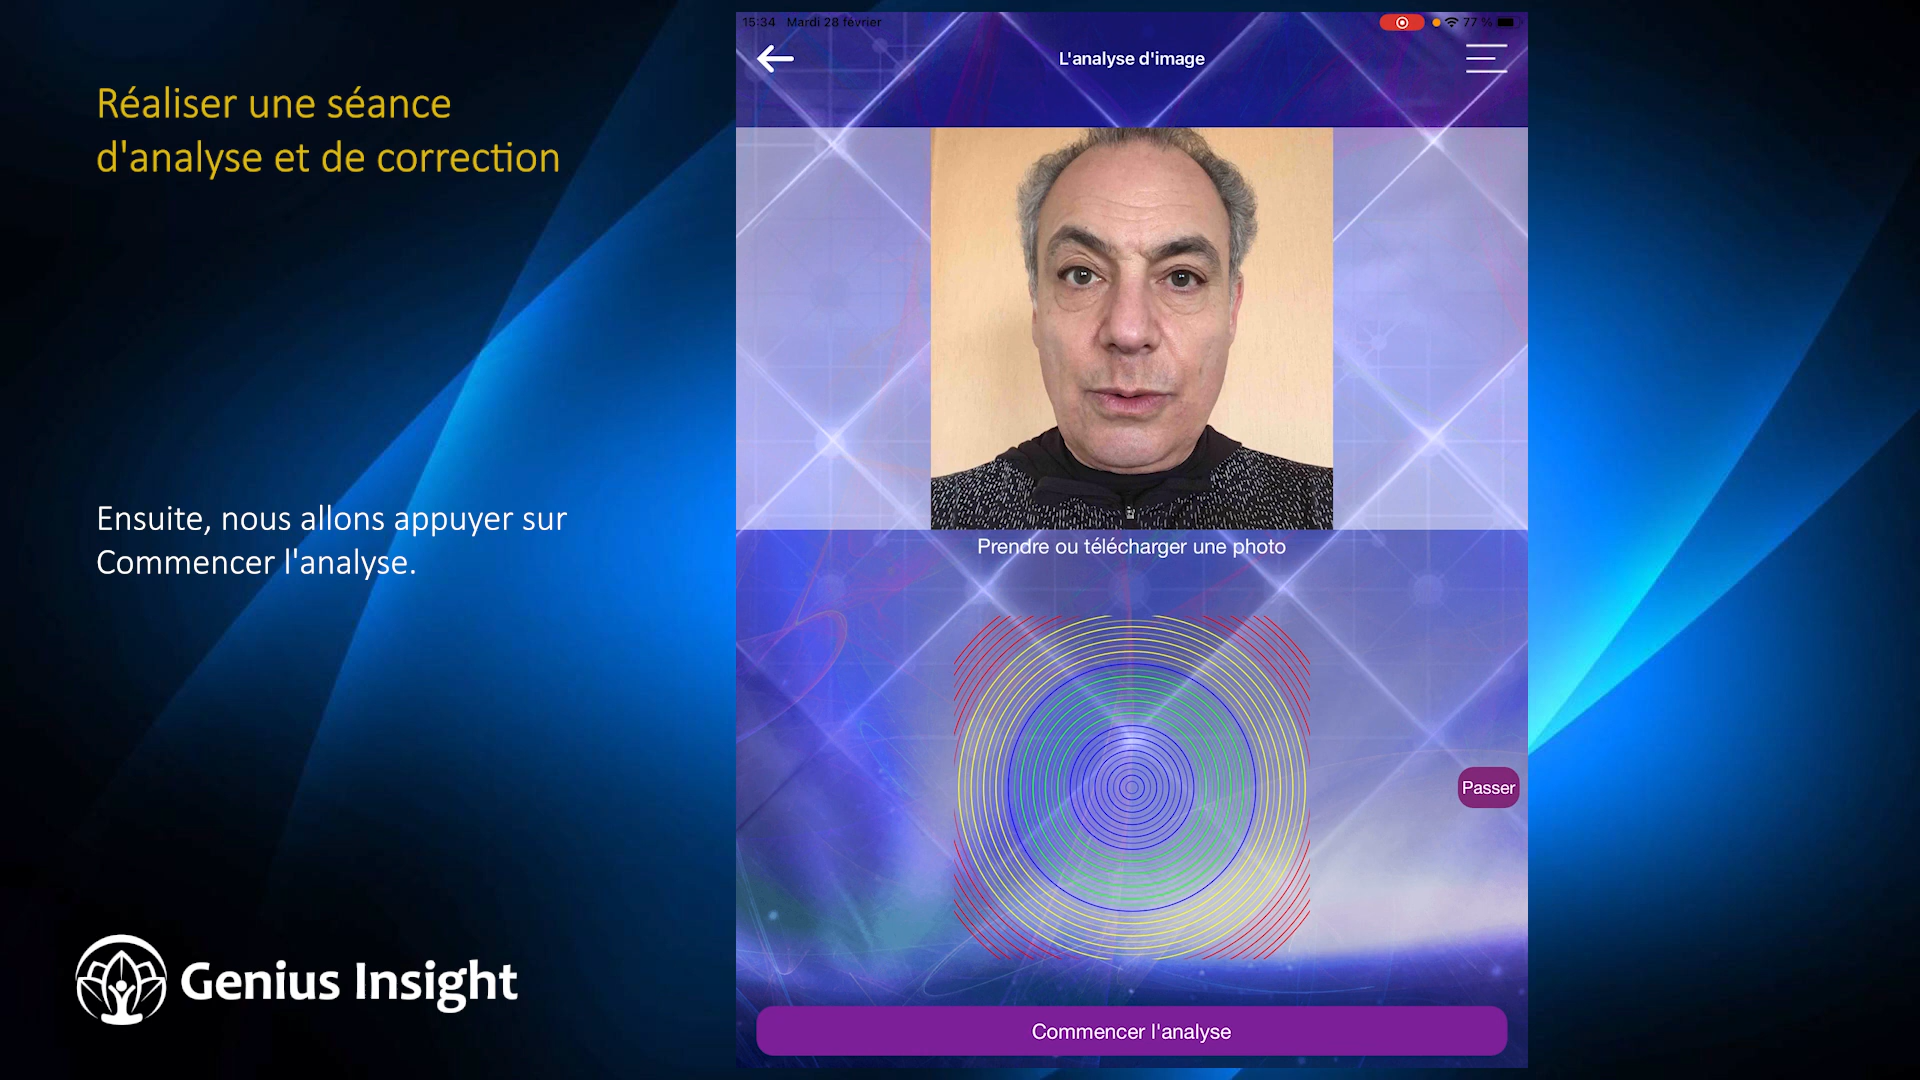 Réaliser une séance
d'analyse et de correction
Ensuite, nous allons appuyer sur
Commencer l'analyse.
Genius Insight
15:34 Mardi 28 février
77 %
L'analyse d'image
Prendre ou télécharger une photo
Passer
Commencer l'analyse